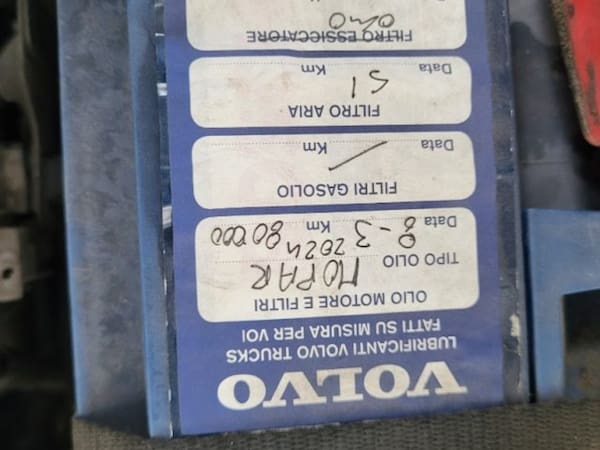 VOLVO
LUBRIFICANTI VOLVO TRUCKS
FATTI SU MISURA PER VOI
OLIO MOTORE E FILTRI
TIPO OLIO MOPAR
Data 8-3 2024 Km 80000
FILTRI GASOLIO
Data Km
FILTRO ARIA
Data Km
SI
FILTRO ESSICCATORE